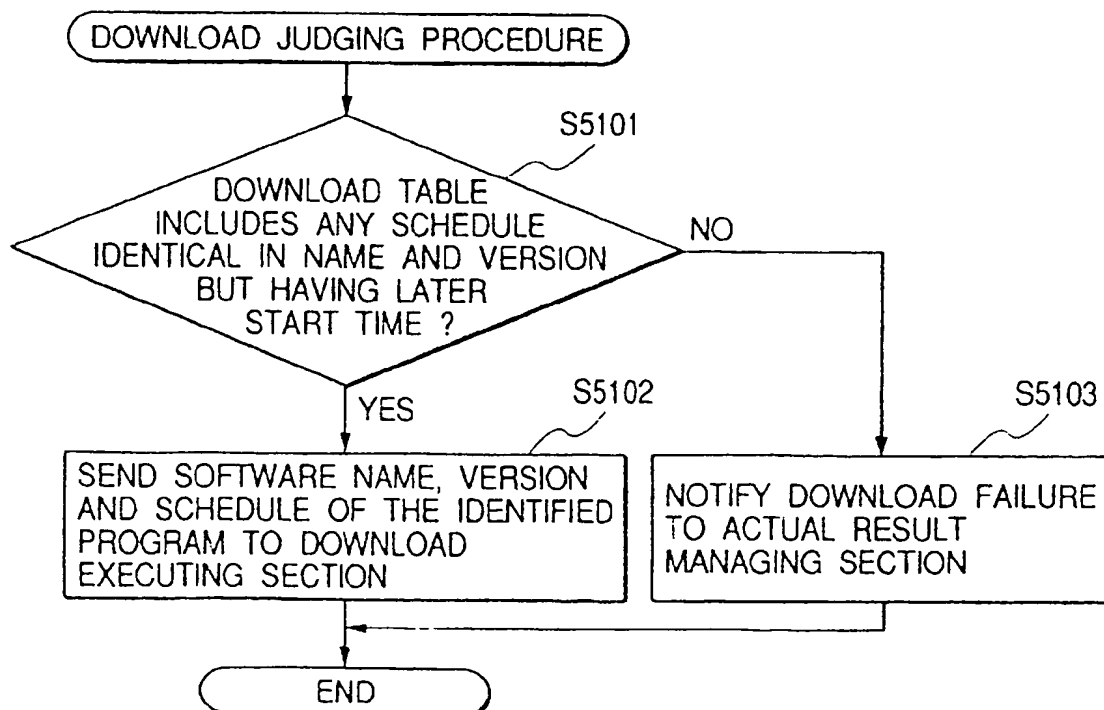 DOWNLOAD JUDGING PROCEDURE
S5101
DOWNLOAD TABLE
INCLUDES ANY SCHEDULE
IDENTICAL IN NAME AND VERSION
BUT HAVING LATER
START TIME ?
NO
YES
S5102
SEND SOFTWARE NAME, VERSION
AND SCHEDULE OF THE IDENTIFIED
PROGRAM TO DOWNLOAD
EXECUTING SECTION
S5103
NOTIFY DOWNLOAD FAILURE
TO ACTUAL RESULT
MANAGING SECTION
END